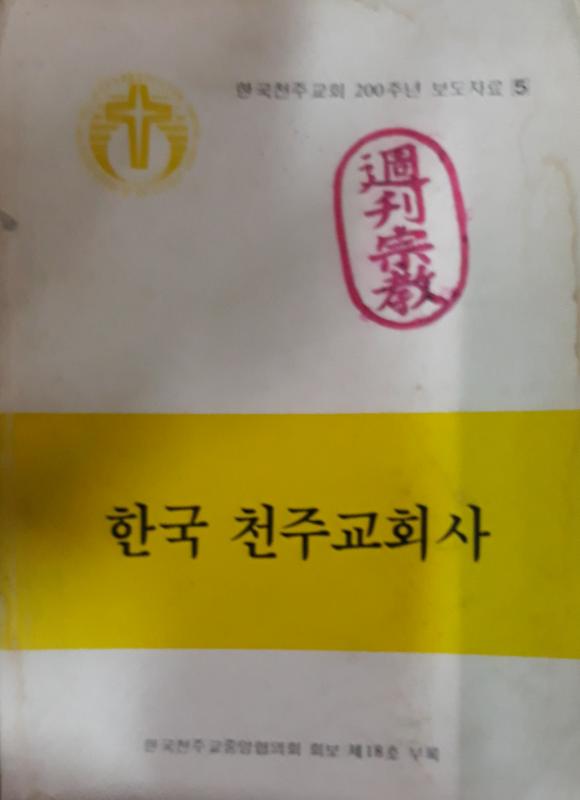 한국천주교회 200주년 보도자료 5
週刊宗教
한국 천주교회사
한국천주교중앙협의회 회보 제18호 부록